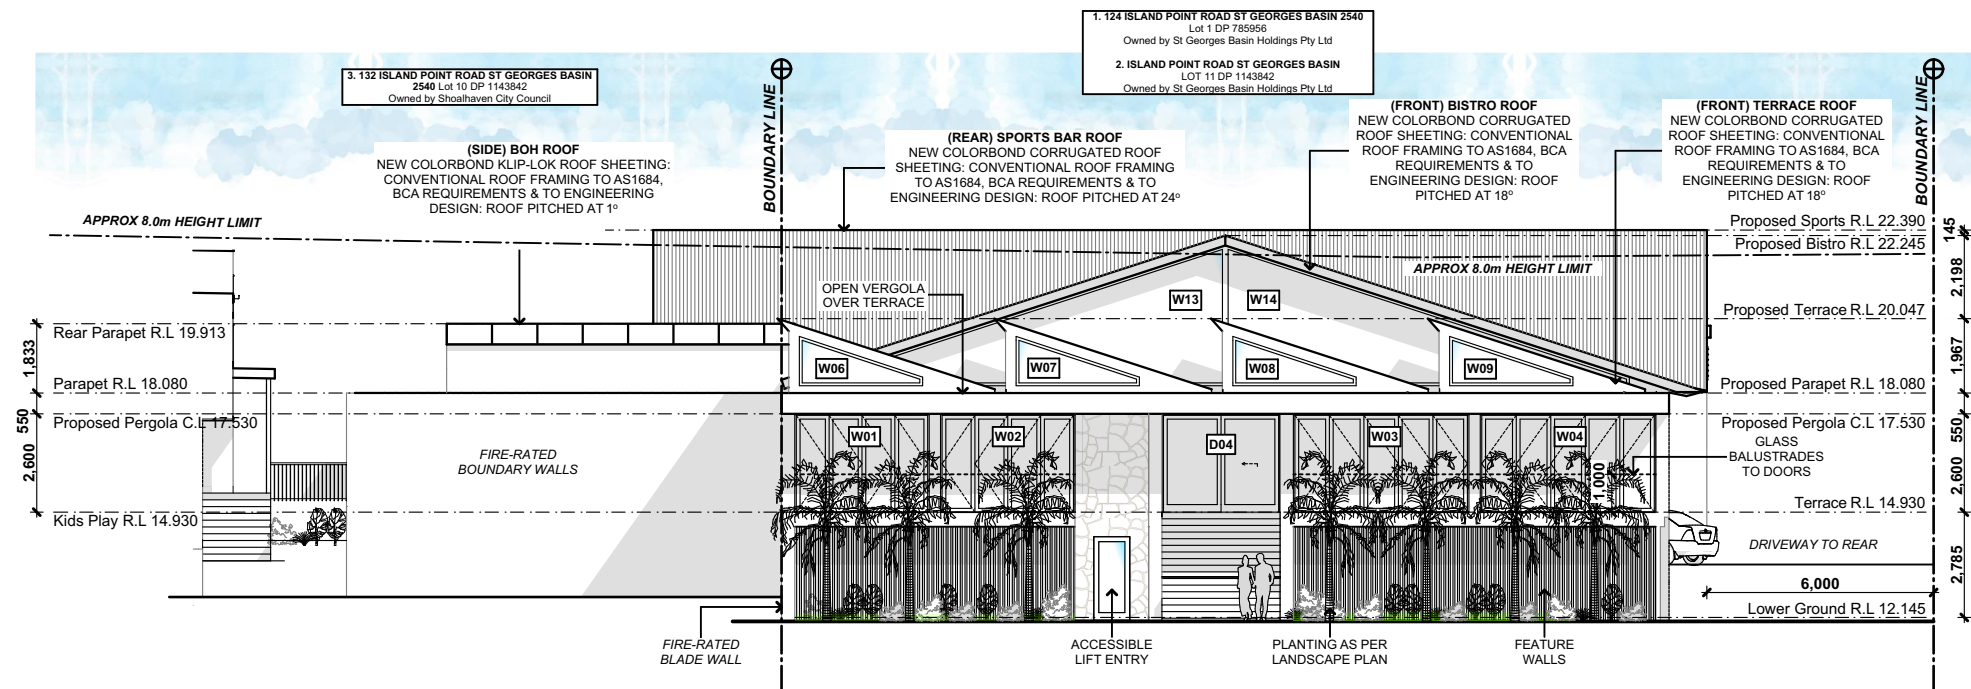 1. 124 ISLAND POINT ROAD ST GEORGES BASIN 2540
Lot 1 DP 785956
Owned by St Georges Basin Holdings Pty Ltd
2. ISLAND POINT ROAD ST GEORGES BASIN
LOT 11 DP 1143842
Owned by St Georges Basin Holdings Pty Ltd
3. 132 ISLAND POINT ROAD ST GEORGES BASIN
2540 Lot 10 DP 1143842
Owned by Shoalhaven City Council
BOUNDARY LINE
BOUNDARY LINE
(SIDE) BOH ROOF
NEW COLORBOND KLIP-LOK ROOF SHEETING:
CONVENTIONAL ROOF FRAMING TO AS1684,
BCA REQUIREMENTS & TO ENGINEERING
DESIGN: ROOF PITCHED AT 1º
(REAR) SPORTS BAR ROOF
NEW COLORBOND CORRUGATED ROOF
SHEETING: CONVENTIONAL ROOF FRAMING
TO AS1684, BCA REQUIREMENTS & TO
ENGINEERING DESIGN: ROOF PITCHED AT 24º
(FRONT) BISTRO ROOF
NEW COLORBOND CORRUGATED
ROOF SHEETING: CONVENTIONAL
ROOF FRAMING TO AS1684, BCA
REQUIREMENTS & TO
ENGINEERING DESIGN: ROOF
PITCHED AT 18º
(FRONT) TERRACE ROOF
NEW COLORBOND CORRUGATED
ROOF SHEETING: CONVENTIONAL
ROOF FRAMING TO AS1684, BCA
REQUIREMENTS & TO
ENGINEERING DESIGN: ROOF
PITCHED AT 18º
APPROX 8.0m HEIGHT LIMIT
APPROX 8.0m HEIGHT LIMIT
Proposed Sports R.L 22.390
145
Proposed Bistro R.L 22.245
2,198
Proposed Terrace R.L 20.047
1,967
Proposed Parapet R.L 18.080
550
Proposed Pergola C.L 17.530
2,600
Terrace R.L 14.930
2,785
Lower Ground R.L 12.145
OPEN VERGOLA
OVER TERRACE
W13
W14
W06
W07
W08
W09
Rear Parapet R.L 19.913
1,833
Parapet R.L 18.080
550
Proposed Pergola C.L 17.530
2,600
Kids Play R.L 14.930
FIRE-RATED
BOUNDARY WALLS
W01
W02
D04
W03
W04
1,000
GLASS
BALUSTRADES
TO DOORS
DRIVEWAY TO REAR
6,000
FIRE-RATED
BLADE WALL
ACCESSIBLE
LIFT ENTRY
PLANTING AS PER
LANDSCAPE PLAN
FEATURE
WALLS